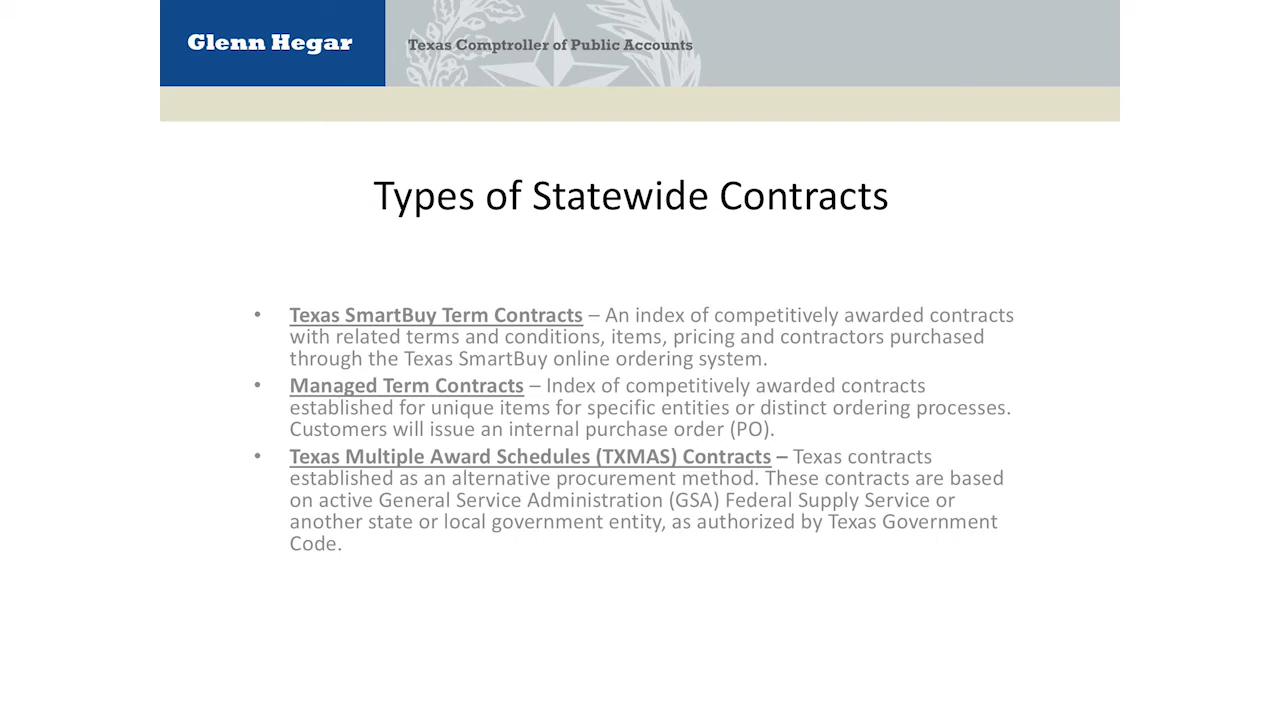 Glenn Hegar
Texas Comptroller of Public Accounts
Types of Statewide Contracts
• Texas SmartBuy Term Contracts – An index of competitively awarded contracts
with related terms and conditions, items, pricing and contractors purchased
through the Texas SmartBuy online ordering system.
• Managed Term Contracts – Index of competitively awarded contracts
established for unique items for specific entities or distinct ordering processes.
Customers will issue an internal purchase order (PO).
• Texas Multiple Award Schedules (TXMAS) Contracts – Texas contracts
established as an alternative procurement method. These contracts are based
on active General Service Administration (GSA) Federal Supply Service or
another state or local government entity, as authorized by Texas Government
Code.